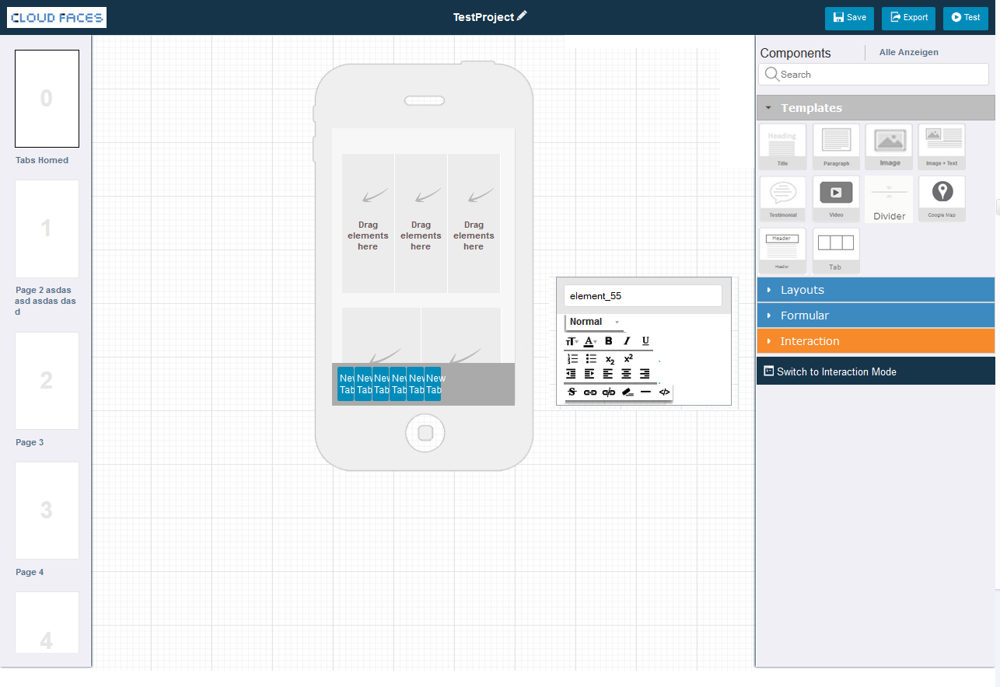 CLOUD FACES
TestProject
Save
Export
Test
0
Tabs Homed
1
Page 2 asdas
asd asdas das
d
2
Page 3
3
Page 4
4
Drag
elements
here
Drag
elements
here
Drag
elements
here
New
Tab
New
Tab
New
Tab
New
Tab
New
Tab
New
Tab
element_55
Normal
TT
A
B
I
U
x2
x2
S
Components
Alle Anzeigen
Search
Templates
Heading
Title
Paragraph
Image
Image + Text
Testimonial
Video
Divider
Google Map
Header
Header
Tab
Layouts
Formular
Interaction
Switch to Interaction Mode